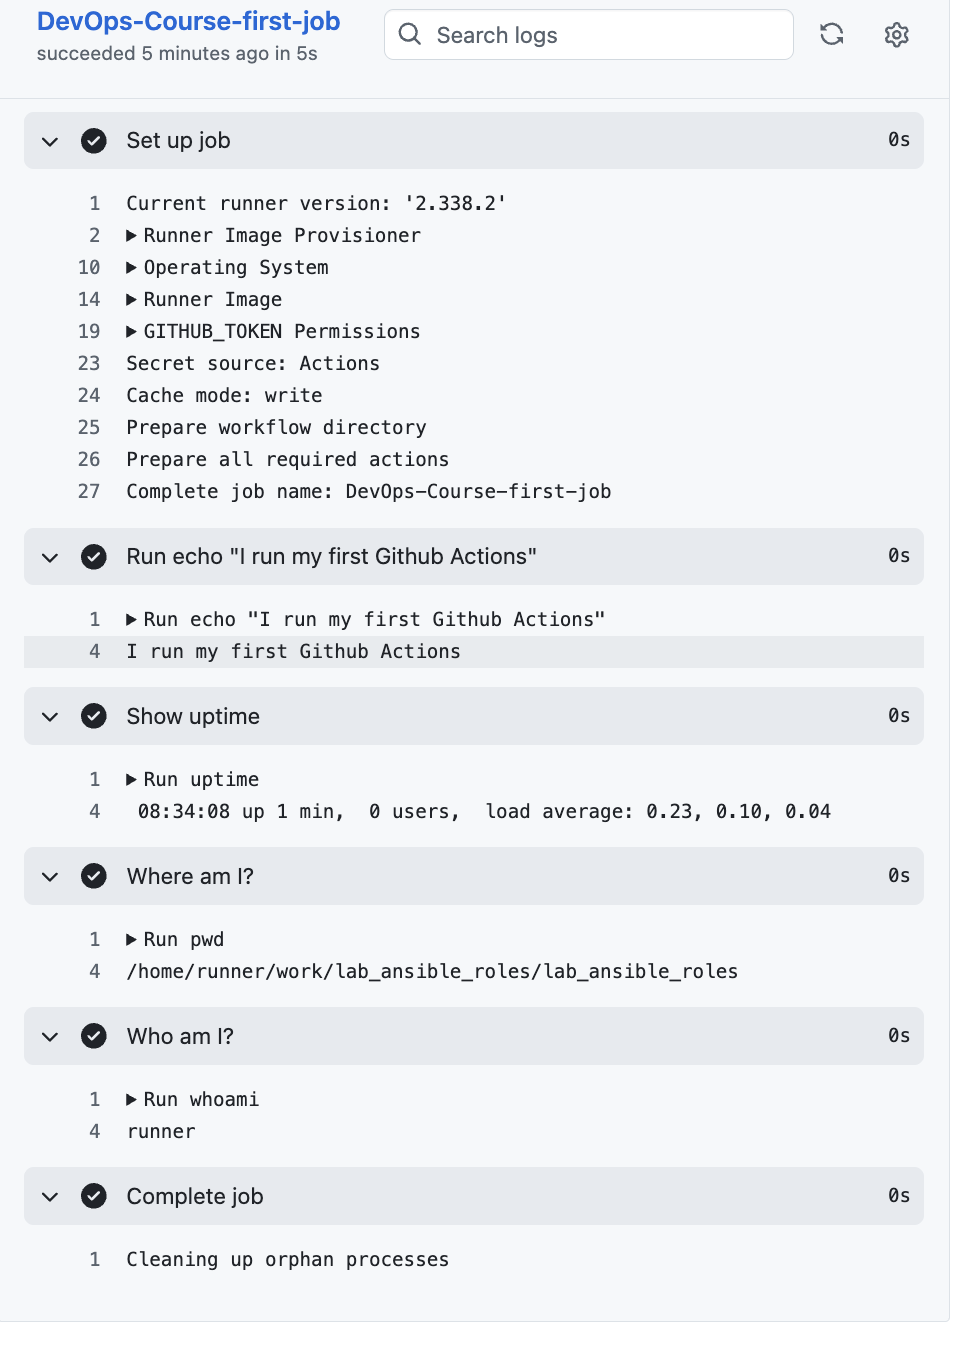 DevOps-Course-first-job
succeeded 5 minutes ago in 5s
Search logs
Set up job 0s
1 Current runner version: '2.338.2'
2 Runner Image Provisioner
10 Operating System
14 Runner Image
19 GITHUB_TOKEN Permissions
23 Secret source: Actions
24 Cache mode: write
25 Prepare workflow directory
26 Prepare all required actions
27 Complete job name: DevOps-Course-first-job
Run echo "I run my first Github Actions" 0s
1 Run echo "I run my first Github Actions"
4 I run my first Github Actions
Show uptime 0s
1 Run uptime
4 08:34:08 up 1 min, 0 users, load average: 0.23, 0.10, 0.04
Where am I? 0s
1 Run pwd
4 /home/runner/work/lab_ansible_roles/lab_ansible_roles
Who am I? 0s
1 Run whoami
4 runner
Complete job 0s
1 Cleaning up orphan processes